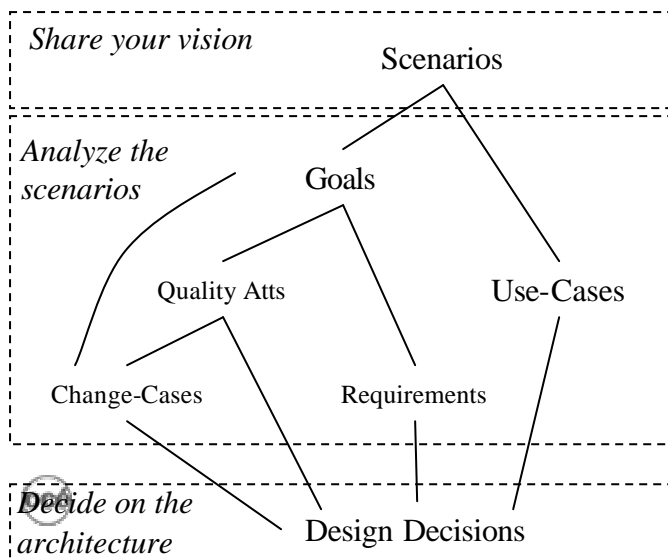 Share your vision
Scenarios
Analyze the
scenarios
Goals
Quality Atts
Use-Cases
Change-Cases
Requirements
Decide on the
architecture
Design Decisions